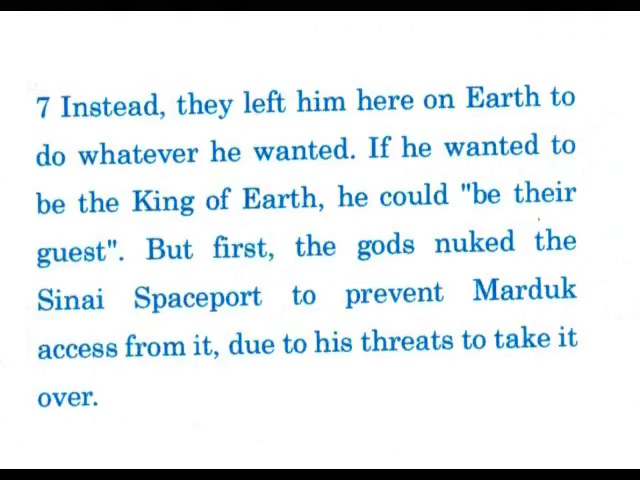 7 Instead, they left him here on Earth to
do whatever he wanted. If he wanted to
be the King of Earth, he could "be their
guest". But first, the gods nuked the
Sinai Spaceport to prevent Marduk
access from it, due to his threats to take it
over.